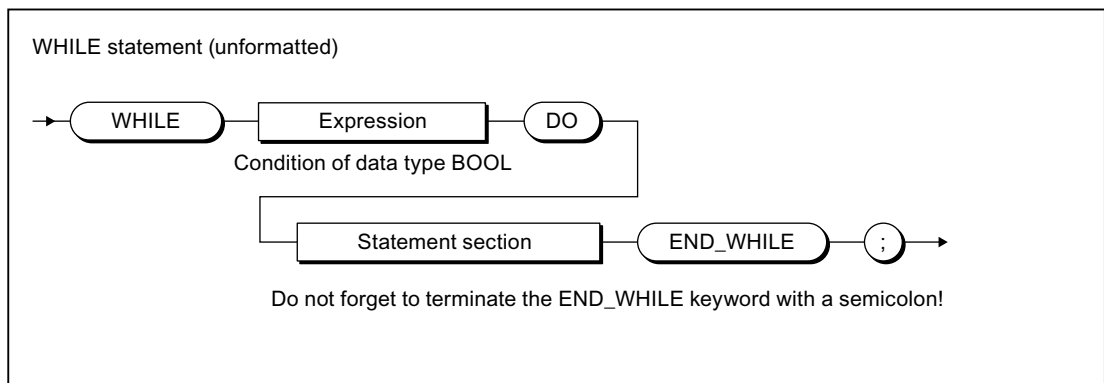 WHILE statement (unformatted)
WHILE Expression DO
Condition of data type BOOL
Statement section END_WHILE ;
Do not forget to terminate the END_WHILE keyword with a semicolon!